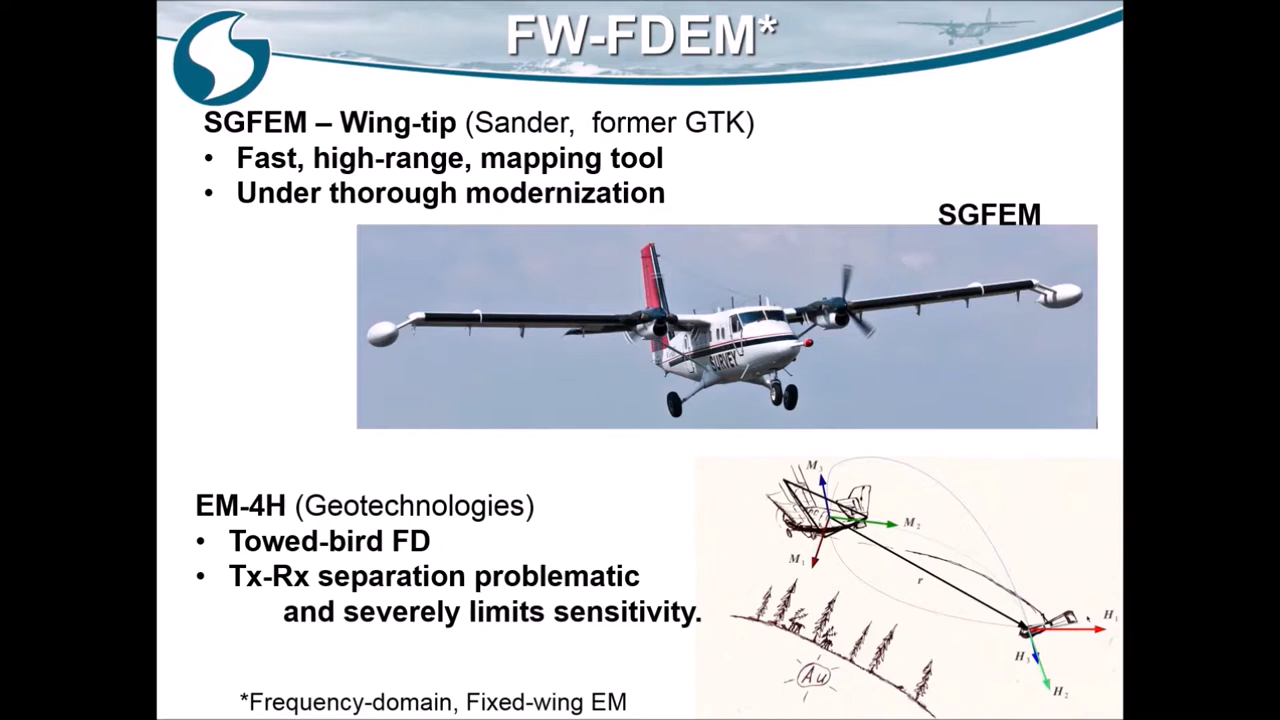 FW-FDEM*
SGFEM – Wing-tip (Sander, former GTK)
• Fast, high-range, mapping tool
• Under thorough modernization
SGFEM
SURVEY
EM-4H (Geotechnologies)
• Towed-bird FD
• Tx-Rx separation problematic
and severely limits sensitivity.
M₃
M₂
M₁
r
H₁
H₃
H₂
Au
*Frequency-domain, Fixed-wing EM